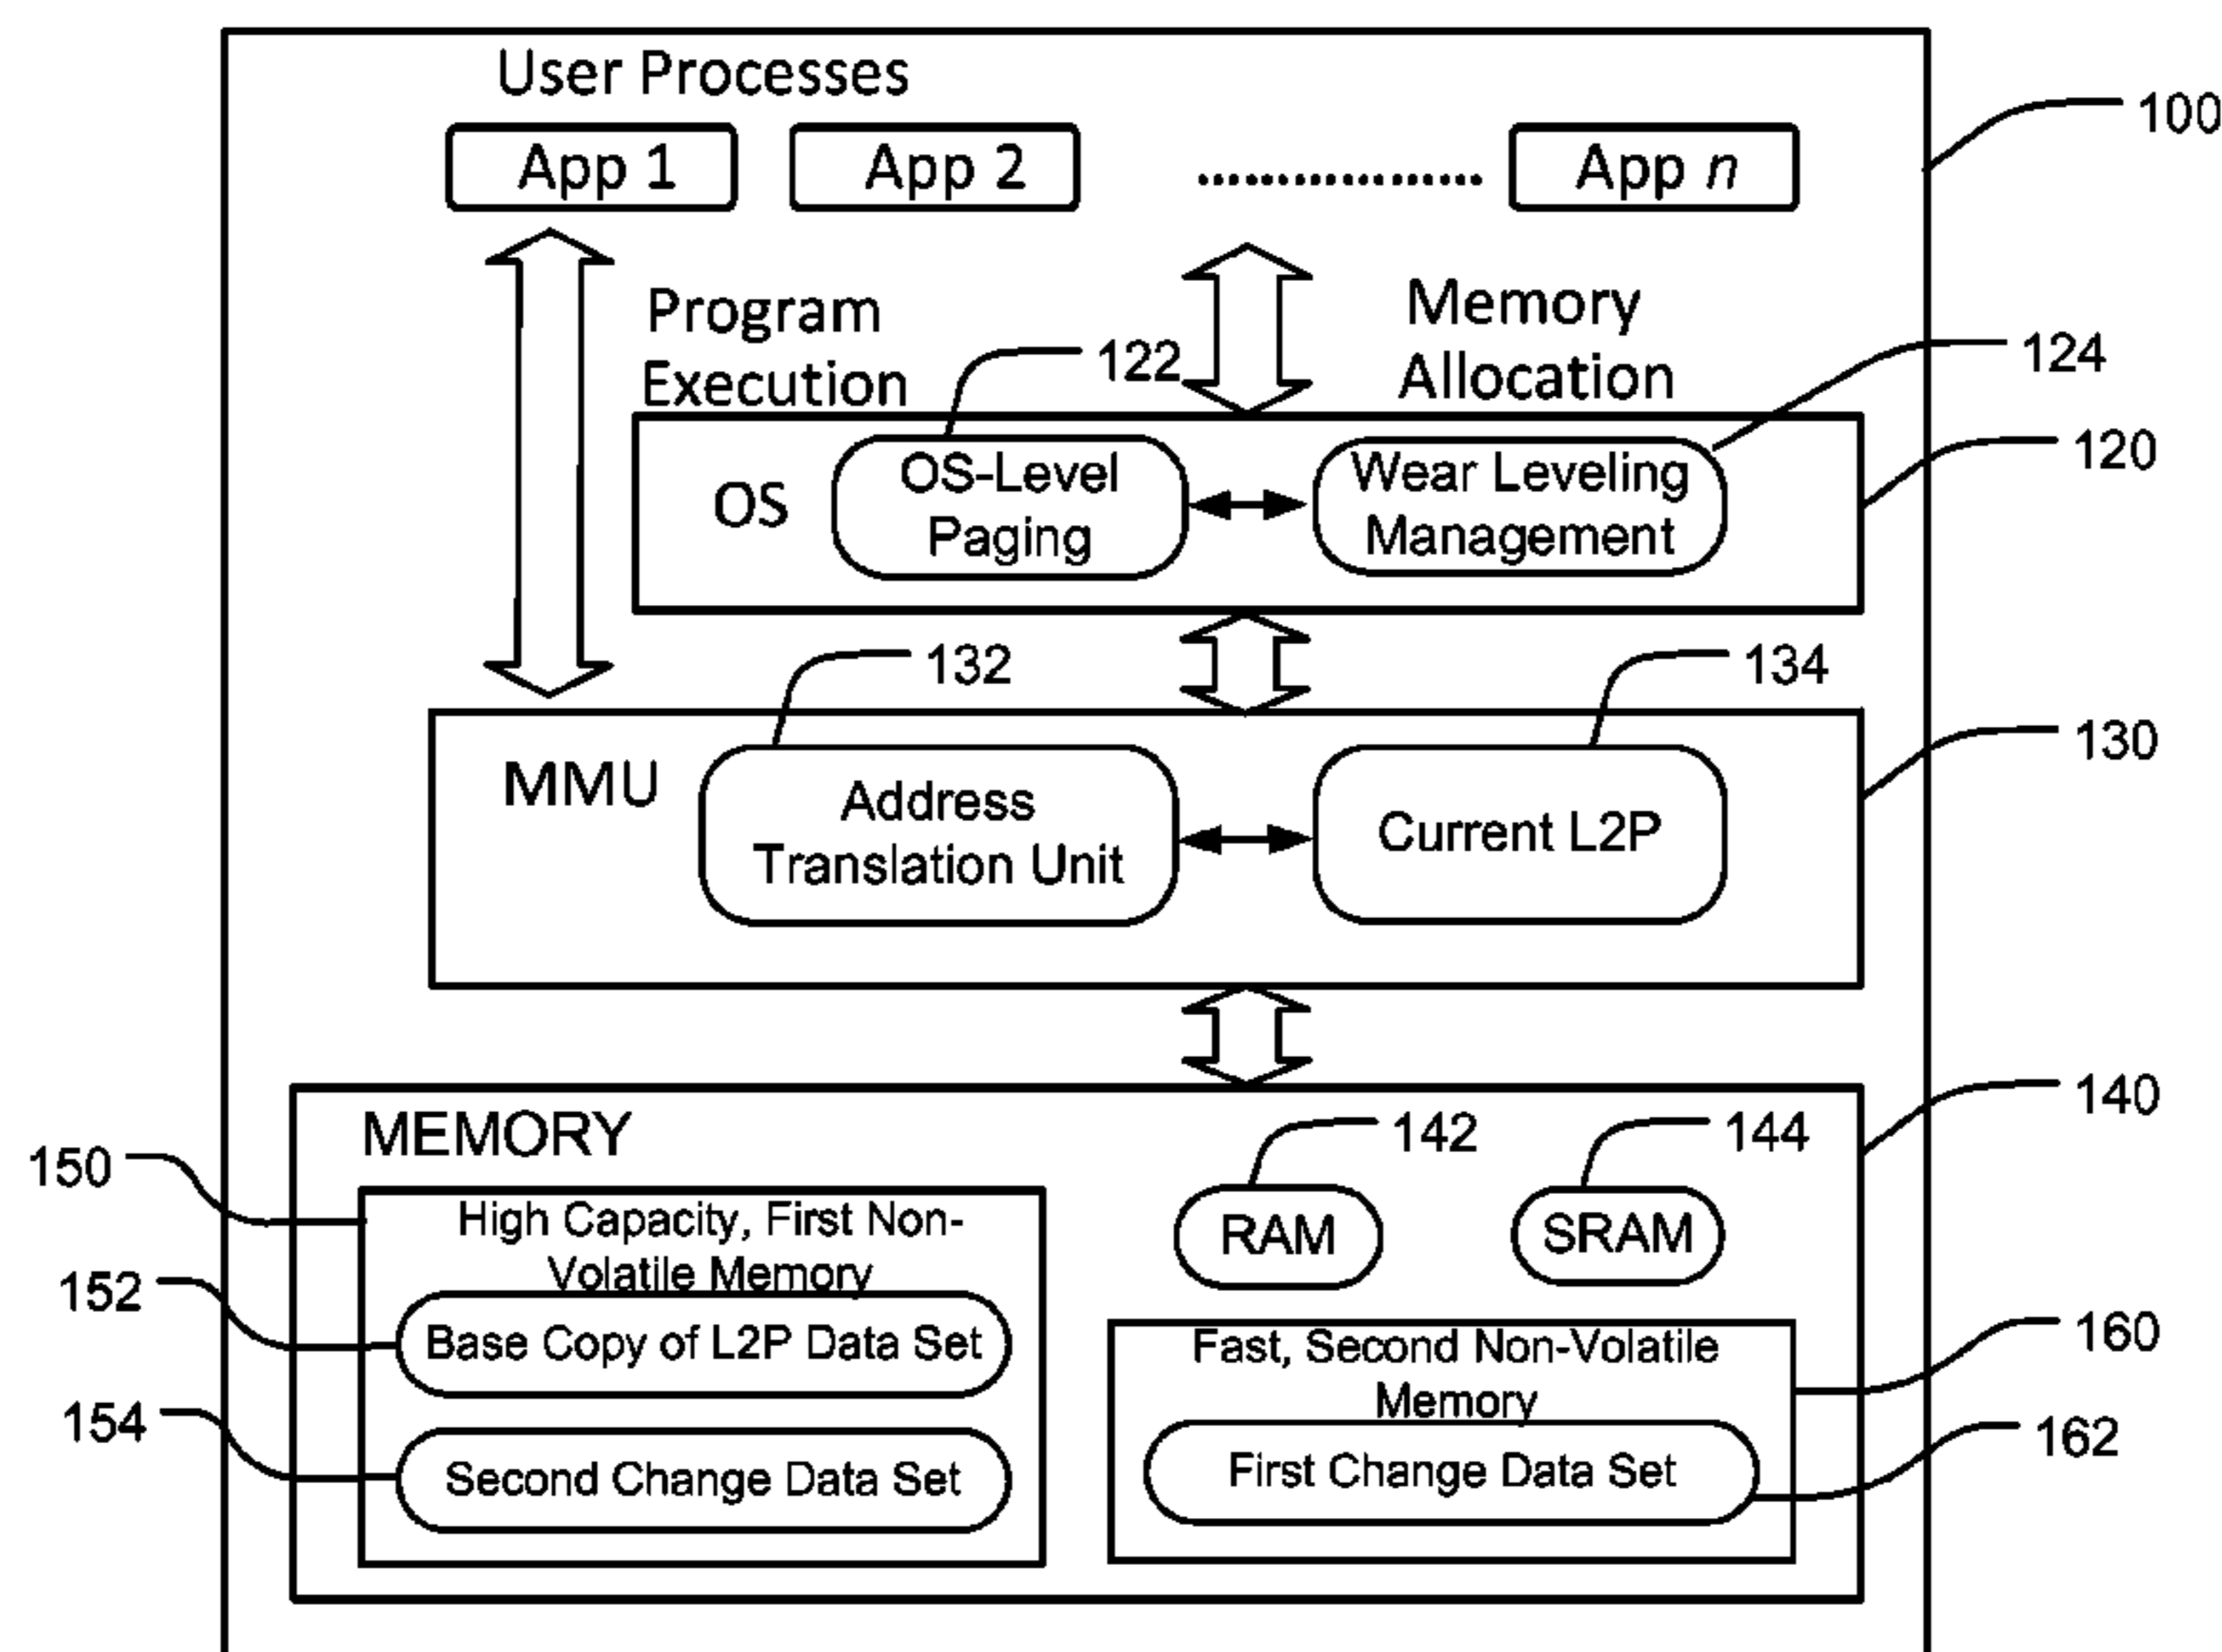 User Processes
100
App 1
App 2
App n
Program
Execution
Memory
Allocation
122
124
120
OS
OS-Level
Paging
Wear Leveling
Management
132
134
130
MMU
Address
Translation Unit
Current L2P
140
MEMORY
142
144
150
High Capacity, First Non-
Volatile Memory
RAM
SRAM
152
Base Copy of L2P Data Set
160
Fast, Second Non-Volatile
Memory
154
Second Change Data Set
162
First Change Data Set